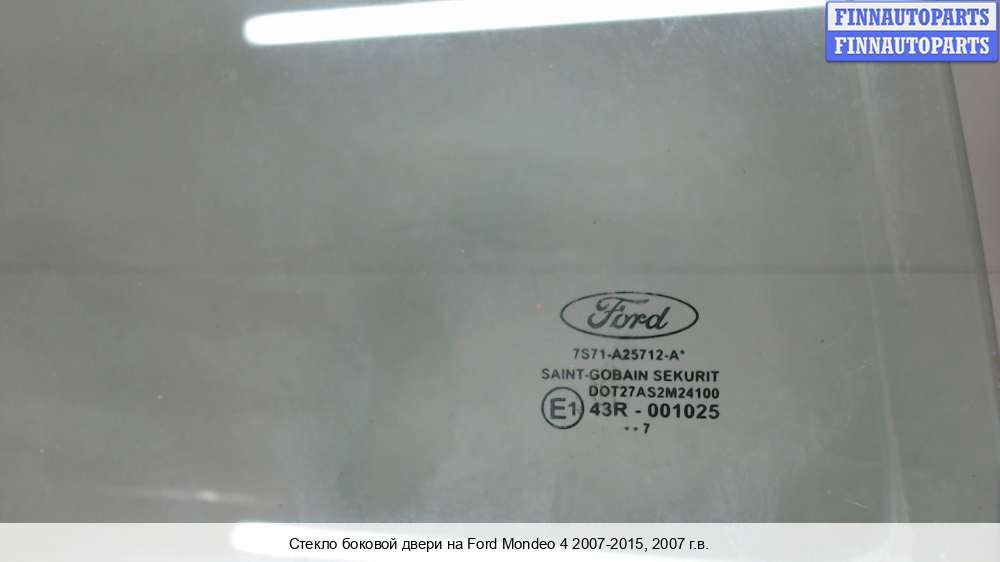 FINNAUTOPARTS
FINNAUTOPARTS
Ford
7S71-A25712-A*
SAINT-GOBAIN SEKURIT
DOT27AS2M24100
E1 43R - 001025
• • 7
Стекло боковой двери на Ford Mondeo 4 2007-2015, 2007 г.в.